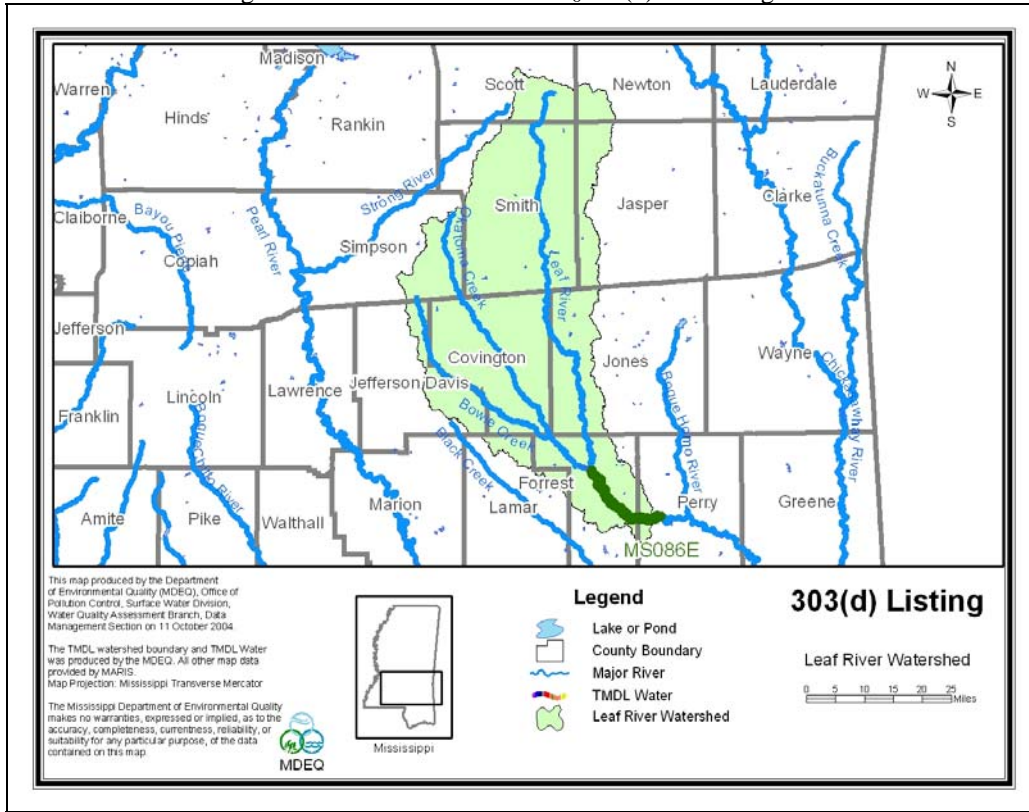 Madison
Scott
Newton
Lauderdale
Warren
Hinds
Rankin
N
W E
S
Buckatunna Creek
Strong River
Smith
Jasper
Clarke
Claiborne
Bayou Pierre
Pearl River
Okatoma Creek
Simpson
Copiah
Leaf River
Jefferson
Covington
Jones
Wayne
Jefferson Davis
Lawrence
Lincoln
Franklin
Bogue Homo River
Chickasawhay River
Bowie Creek
Black Creek
Bogue Chitto River
Forrest
Perry
Greene
Amite
Pike
Walthall
Marion
Lamar
MS086E
This map produced by the Department
of Environmental Quality (MDEQ), Office of
Pollution Control, Surface Water Division,
Water Quality Assessment Branch, Data
Management Section on 11 October 2004.
The TMDL watershed boundary and TMDL Water
was produced by the MDEQ. All other map data
provided by MARIS.
Map Projection: Mississippi Transverse Mercator
The Mississippi Department of Environmental Quality
makes no warranties, expressed or implied, as to the
accuracy, completeness, currentness, reliability, or
suitability for any particular purpose, of the data
contained on this map.
MDEQ
Mississippi
Legend
Lake or Pond
County Boundary
Major River
TMDL Water
Leaf River Watershed
303(d) Listing
Leaf River Watershed
0 5 10 15 20 25
Miles